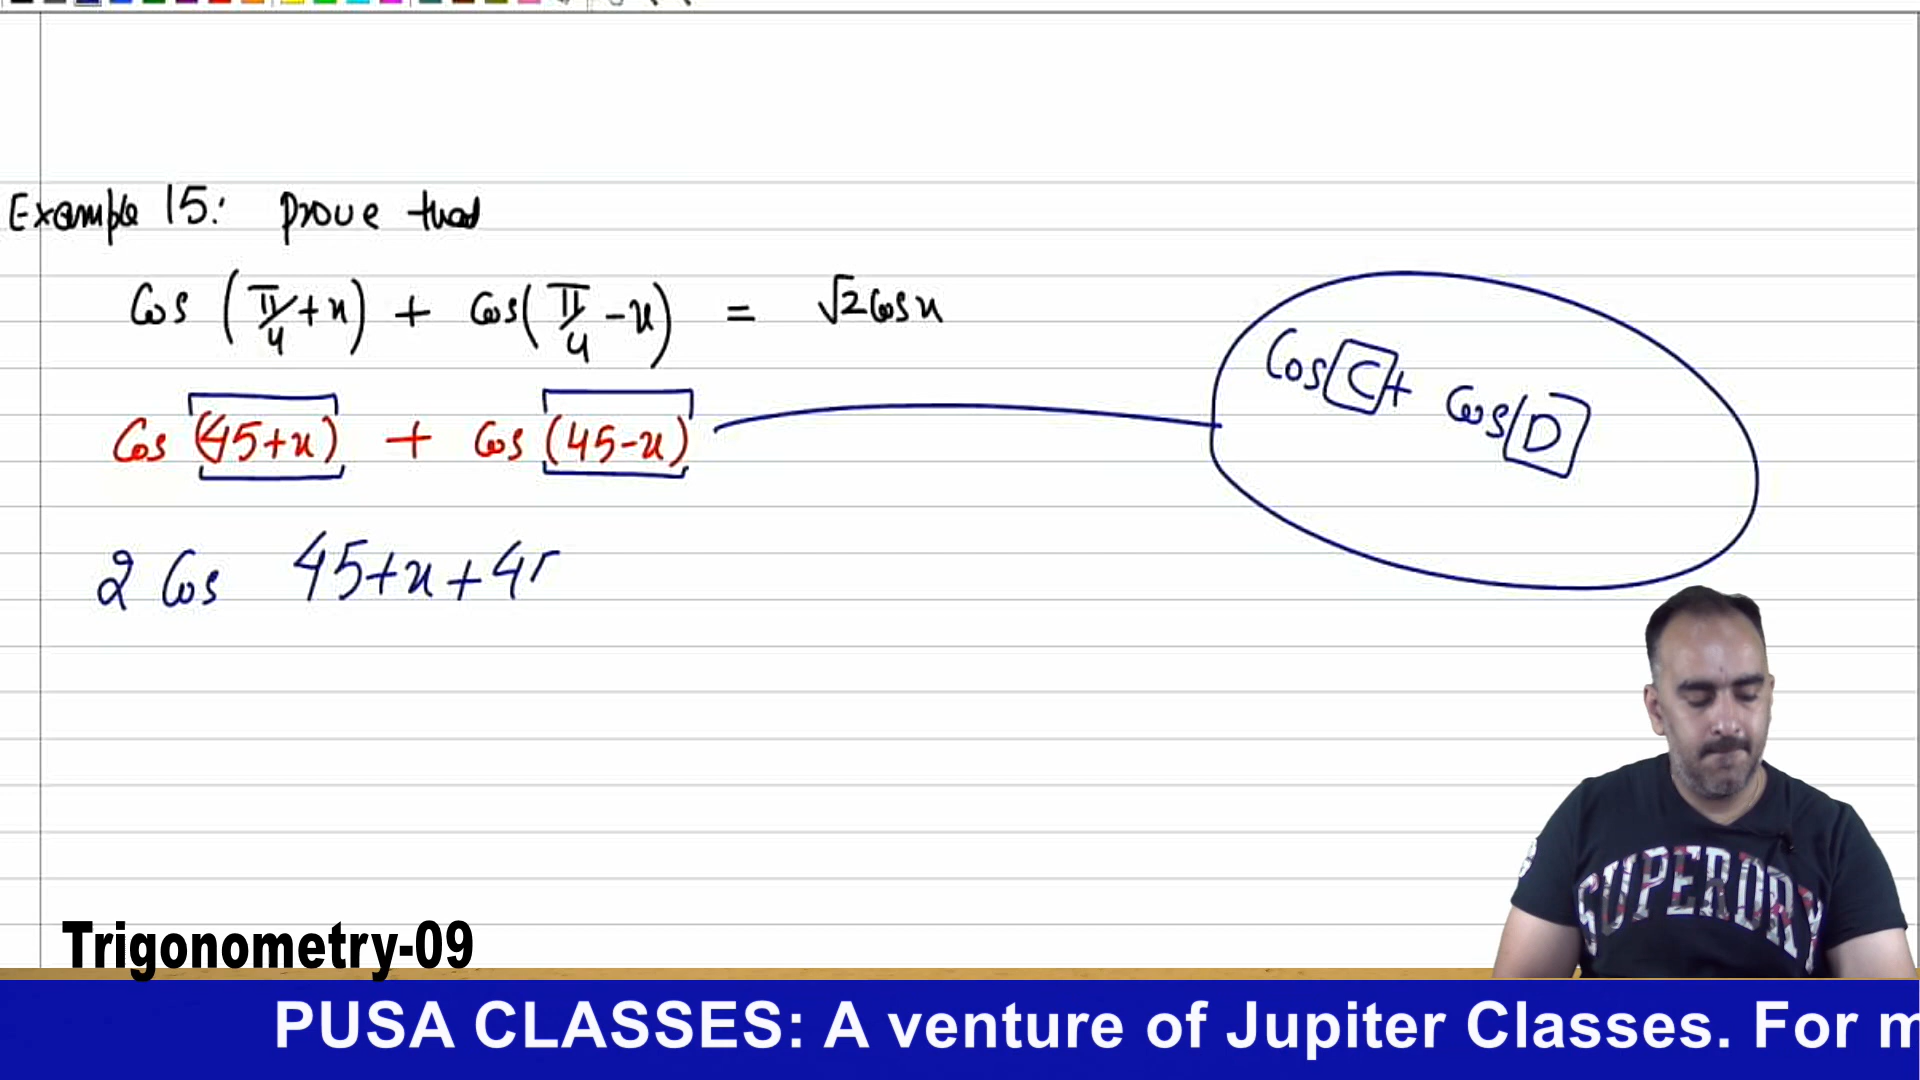 Example 15: Prove that
Cos (π/4 + x) + Cos (π/4 - x) = √2 Cos x
Cos (45+x) + Cos (45-x)
Cos C + Cos D
2 Cos 45+x+4
SUPERDRY
Trigonometry-09
PUSA CLASSES: A venture of Jupiter Classes. For m